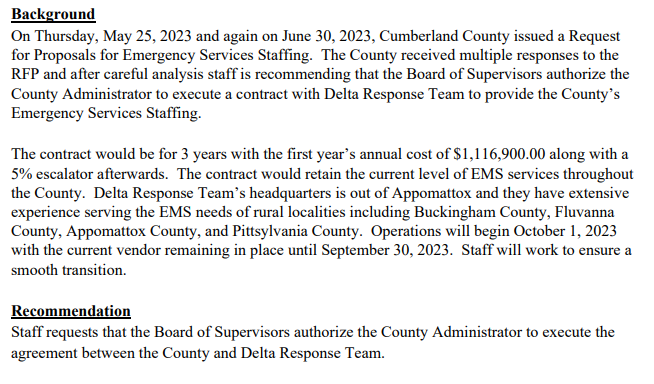 Background
On Thursday, May 25, 2023 and again on June 30, 2023, Cumberland County issued a Request
for Proposals for Emergency Services Staffing.  The County received multiple responses to the
RFP and after careful analysis staff is recommending that the Board of Supervisors authorize the
County Administrator to execute a contract with Delta Response Team to provide the County’s
Emergency Services Staffing.
The contract would be for 3 years with the first year’s annual cost of $1,116,900.00 along with a
5% escalator afterwards.  The contract would retain the current level of EMS services throughout
the County.  Delta Response Team’s headquarters is out of Appomattox and they have extensive
experience serving the EMS needs of rural localities including Buckingham County, Fluvanna
County, Appomattox County, and Pittsylvania County.  Operations will begin October 1, 2023
with the current vendor remaining in place until September 30, 2023.  Staff will work to ensure a
smooth transition.
Recommendation
Staff requests that the Board of Supervisors authorize the County Administrator to execute the
agreement between the County and Delta Response Team.